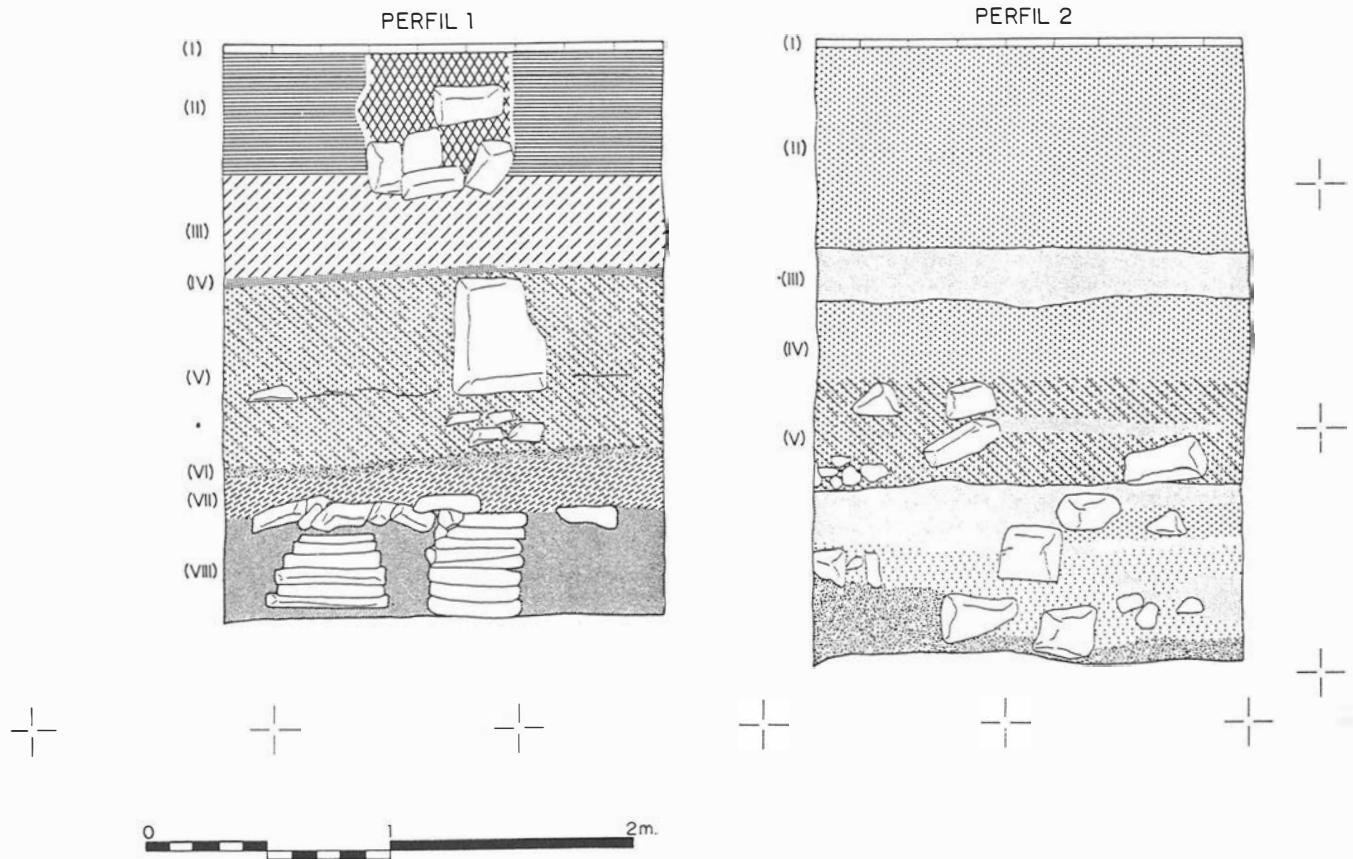 PERFIL 1
(I)
(II)
(III)
(IV)
(V)
(VI)
(VII)
(VIII)
PERFIL 2
(I)
(II)
(III)
(IV)
(V)
0 1 2m.